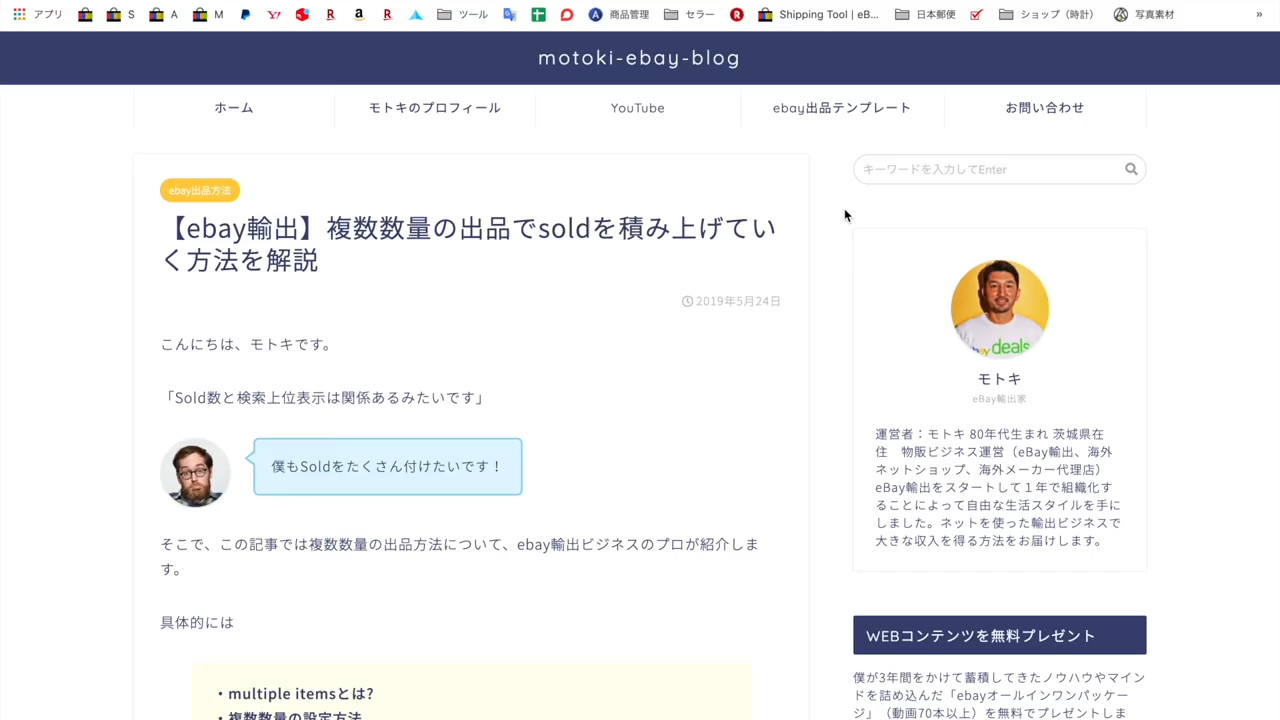 アプリ S A M ツール 商品管理 セラー Shipping Tool | eB... 日本郵便 ショップ（時計） 写真素材 »
motoki-ebay-blog
ホーム モトキのプロフィール YouTube ebay出品テンプレート お問い合わせ
ebay出品方法
【ebay輸出】複数数量の出品でsoldを積み上げてい
く方法を解説
2019年5月24日
こんにちは、モトキです。
「Sold数と検索上位表示は関係あるみたいです」
僕もSoldをたくさん付けたいです！
そこで、この記事では複数数量の出品方法について、ebay輸出ビジネスのプロが紹介しま
す。
具体的には
・multiple itemsとは?
・複数数量の設定方法
キーワードを入力してEnter
ebay deals
モトキ
eBay輸出家
運営者：モトキ 80年代生まれ 茨城県在
住　物販ビジネス運営（eBay輸出、海外
ネットショップ、海外メーカー代理店）
eBay輸出をスタートして１年で組織化す
ることによって自由な生活スタイルを手に
しました。ネットを使った輸出ビジネスで
大きな収入を得る方法をお届けします。
WEBコンテンツを無料プレゼント
僕が3年間をかけて蓄積してきたノウハウやマイン
ドを詰め込んだ「ebayオールインワンパッケー
ジ」（動画70本以上）を無料でプレゼントしま